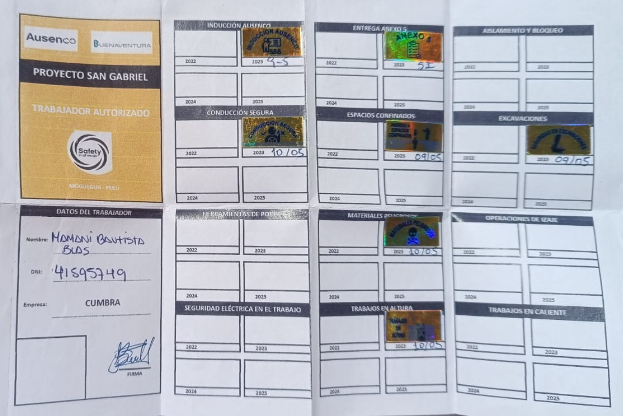 Ausenco
BUENAVENTURA
PROYECTO SAN GABRIEL
TRABAJADOR AUTORIZADO
Safety
MOQUEGUA - PERÚ
INDUCCIÓN AUSENCO
INDUCCIÓN AUSENCO
2022
2023
9-5
2024
2025
CONDUCCIÓN SEGURA
2022
2023
10/05
2024
2025
ENTREGA ANEXO 5
ANEXO
2022
2023
2024
2025
ESPACIOS CONFINADOS
2022
2023
09/05
2024
2025
AISLAMIENTO Y BLOQUEO
2022
2023
2024
2025
EXCAVACIONES
2022
2023
09/05
2024
2025
DATOS DEL TRABAJADOR
Nombre: MAMANI BAUTISTA
BLAS
DNI: 41895749
Empresa: CUMBRA
FIRMA
HERRAMIENTAS DE PODER
2022
2023
2024
2025
SEGURIDAD ELÉCTRICA EN EL TRABAJO
2022
2023
2024
2025
MATERIALES PELIGROSOS
2022
2023
10/05
2024
2025
TRABAJOS EN ALTURA
2022
2023
10/05
2024
2025
OPERACIONES DE IZAJE
2022
2023
2024
2025
TRABAJOS EN CALIENTE
2022
2023
2024
2025